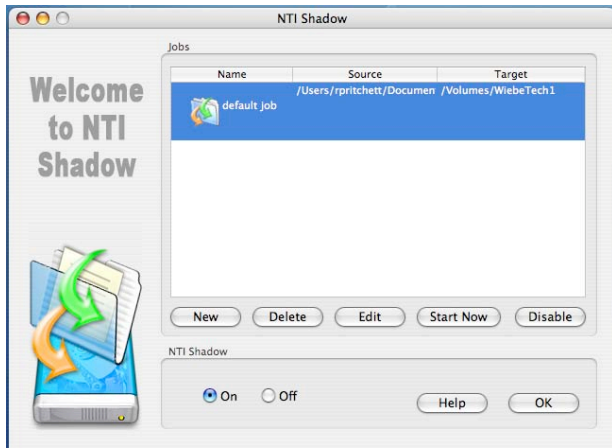 NTI Shadow
Welcome
to NTI
Shadow
Jobs
Name Source Target
default job /Users/rpritchett/Documen /Volumes/WiebeTech1
New Delete Edit Start Now Disable
NTI Shadow
On Off Help OK